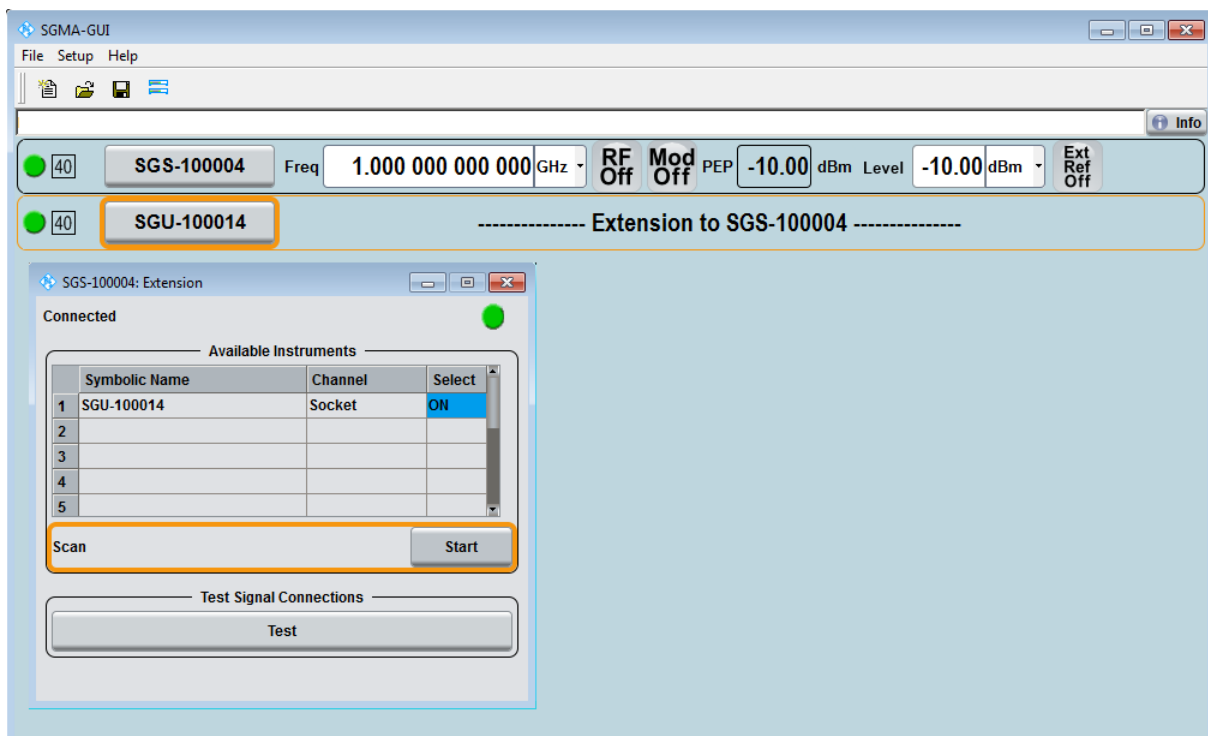 SGMA-GUI
File Setup Help
Info
40 SGS-100004 Freq 1.000 000 000 000 GHz RF Off Mod Off PEP -10.00 dBm Level -10.00 dBm Ext Ref Off
40 SGU-100014 --------------- Extension to SGS-100004 ---------------
SGS-100004: Extension
Connected
Available Instruments
Symbolic Name Channel Select
1 SGU-100014 Socket ON
2
3
4
5
Scan Start
Test Signal Connections
Test